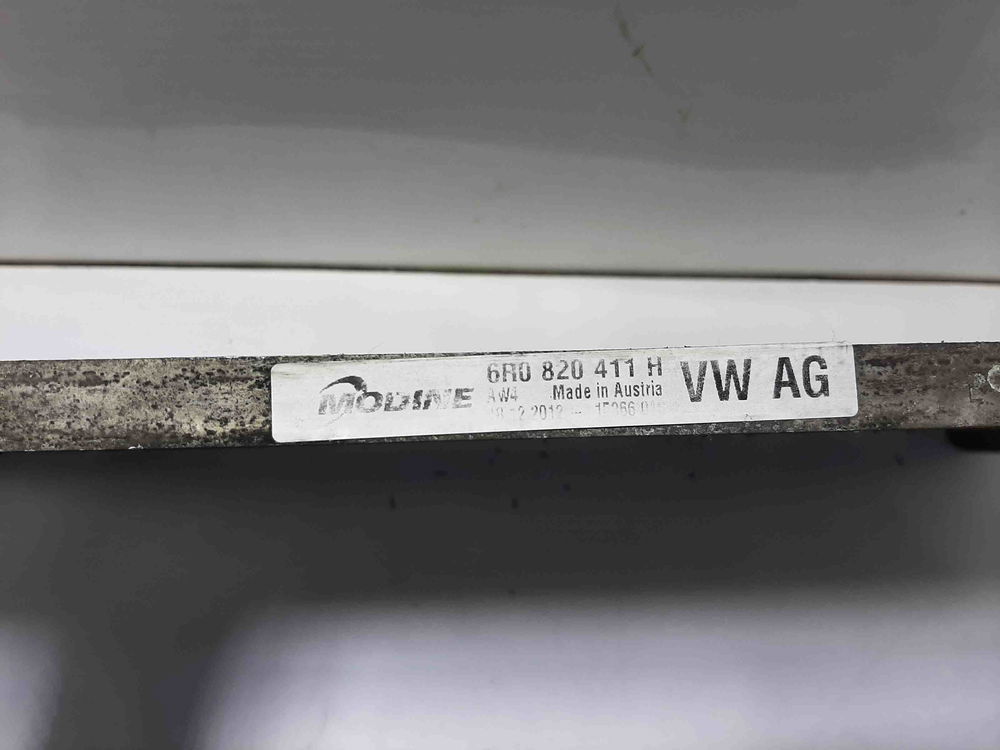 MODINE
6R0 820 411 H
AW4 Made in Austria
VW AG